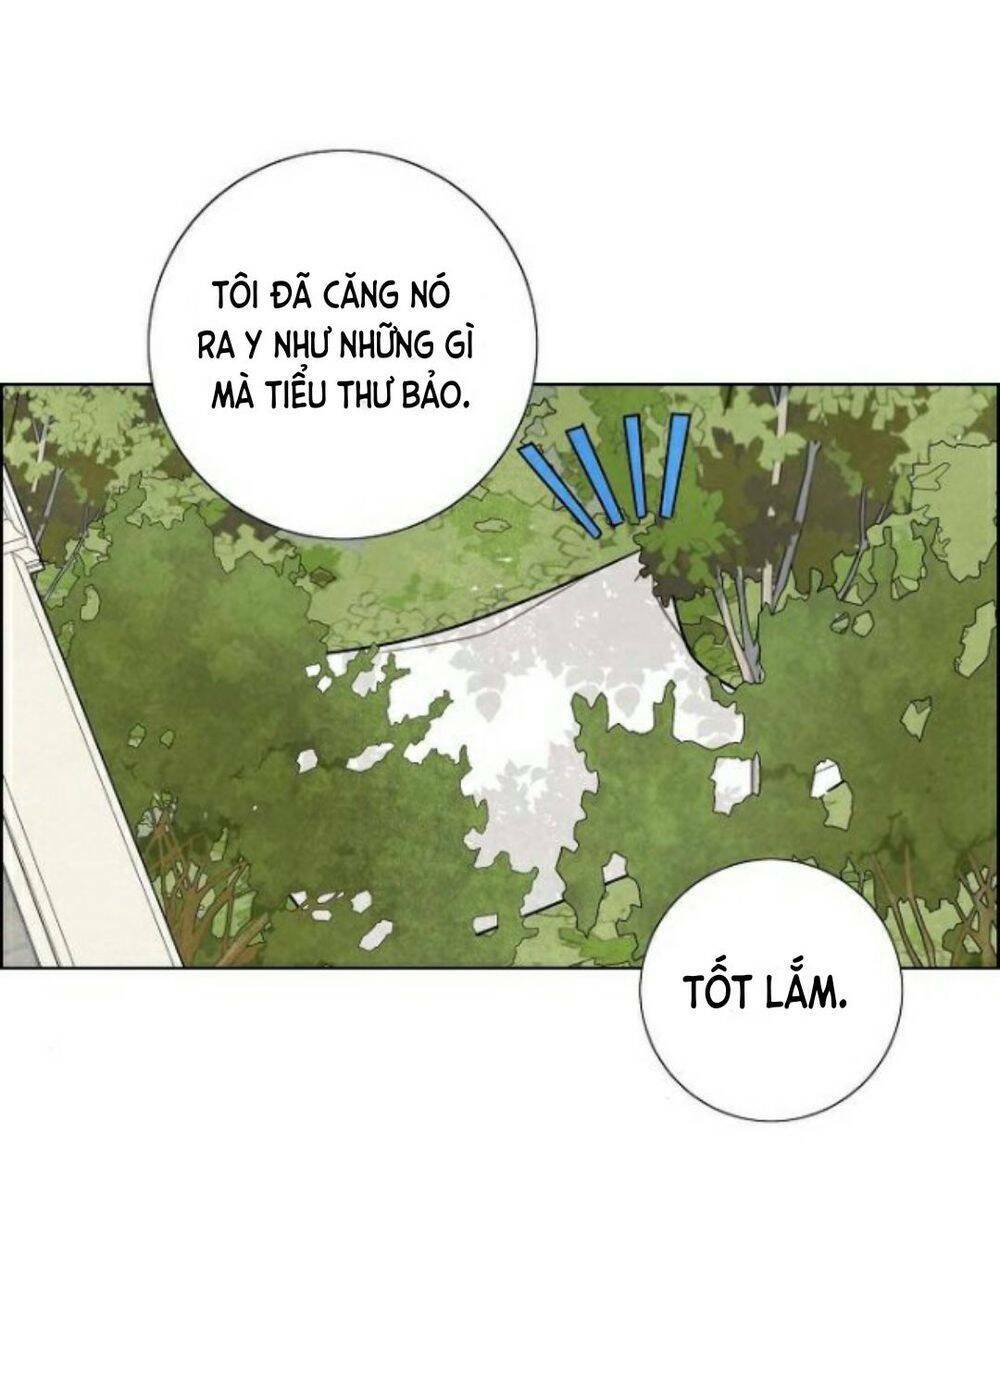 TÔI ĐÃ CĂNG NÓ
RA Y NHƯ NHỮNG GÌ
MÀ TIỂU THƯ BẢO.
TỐT LẮM.